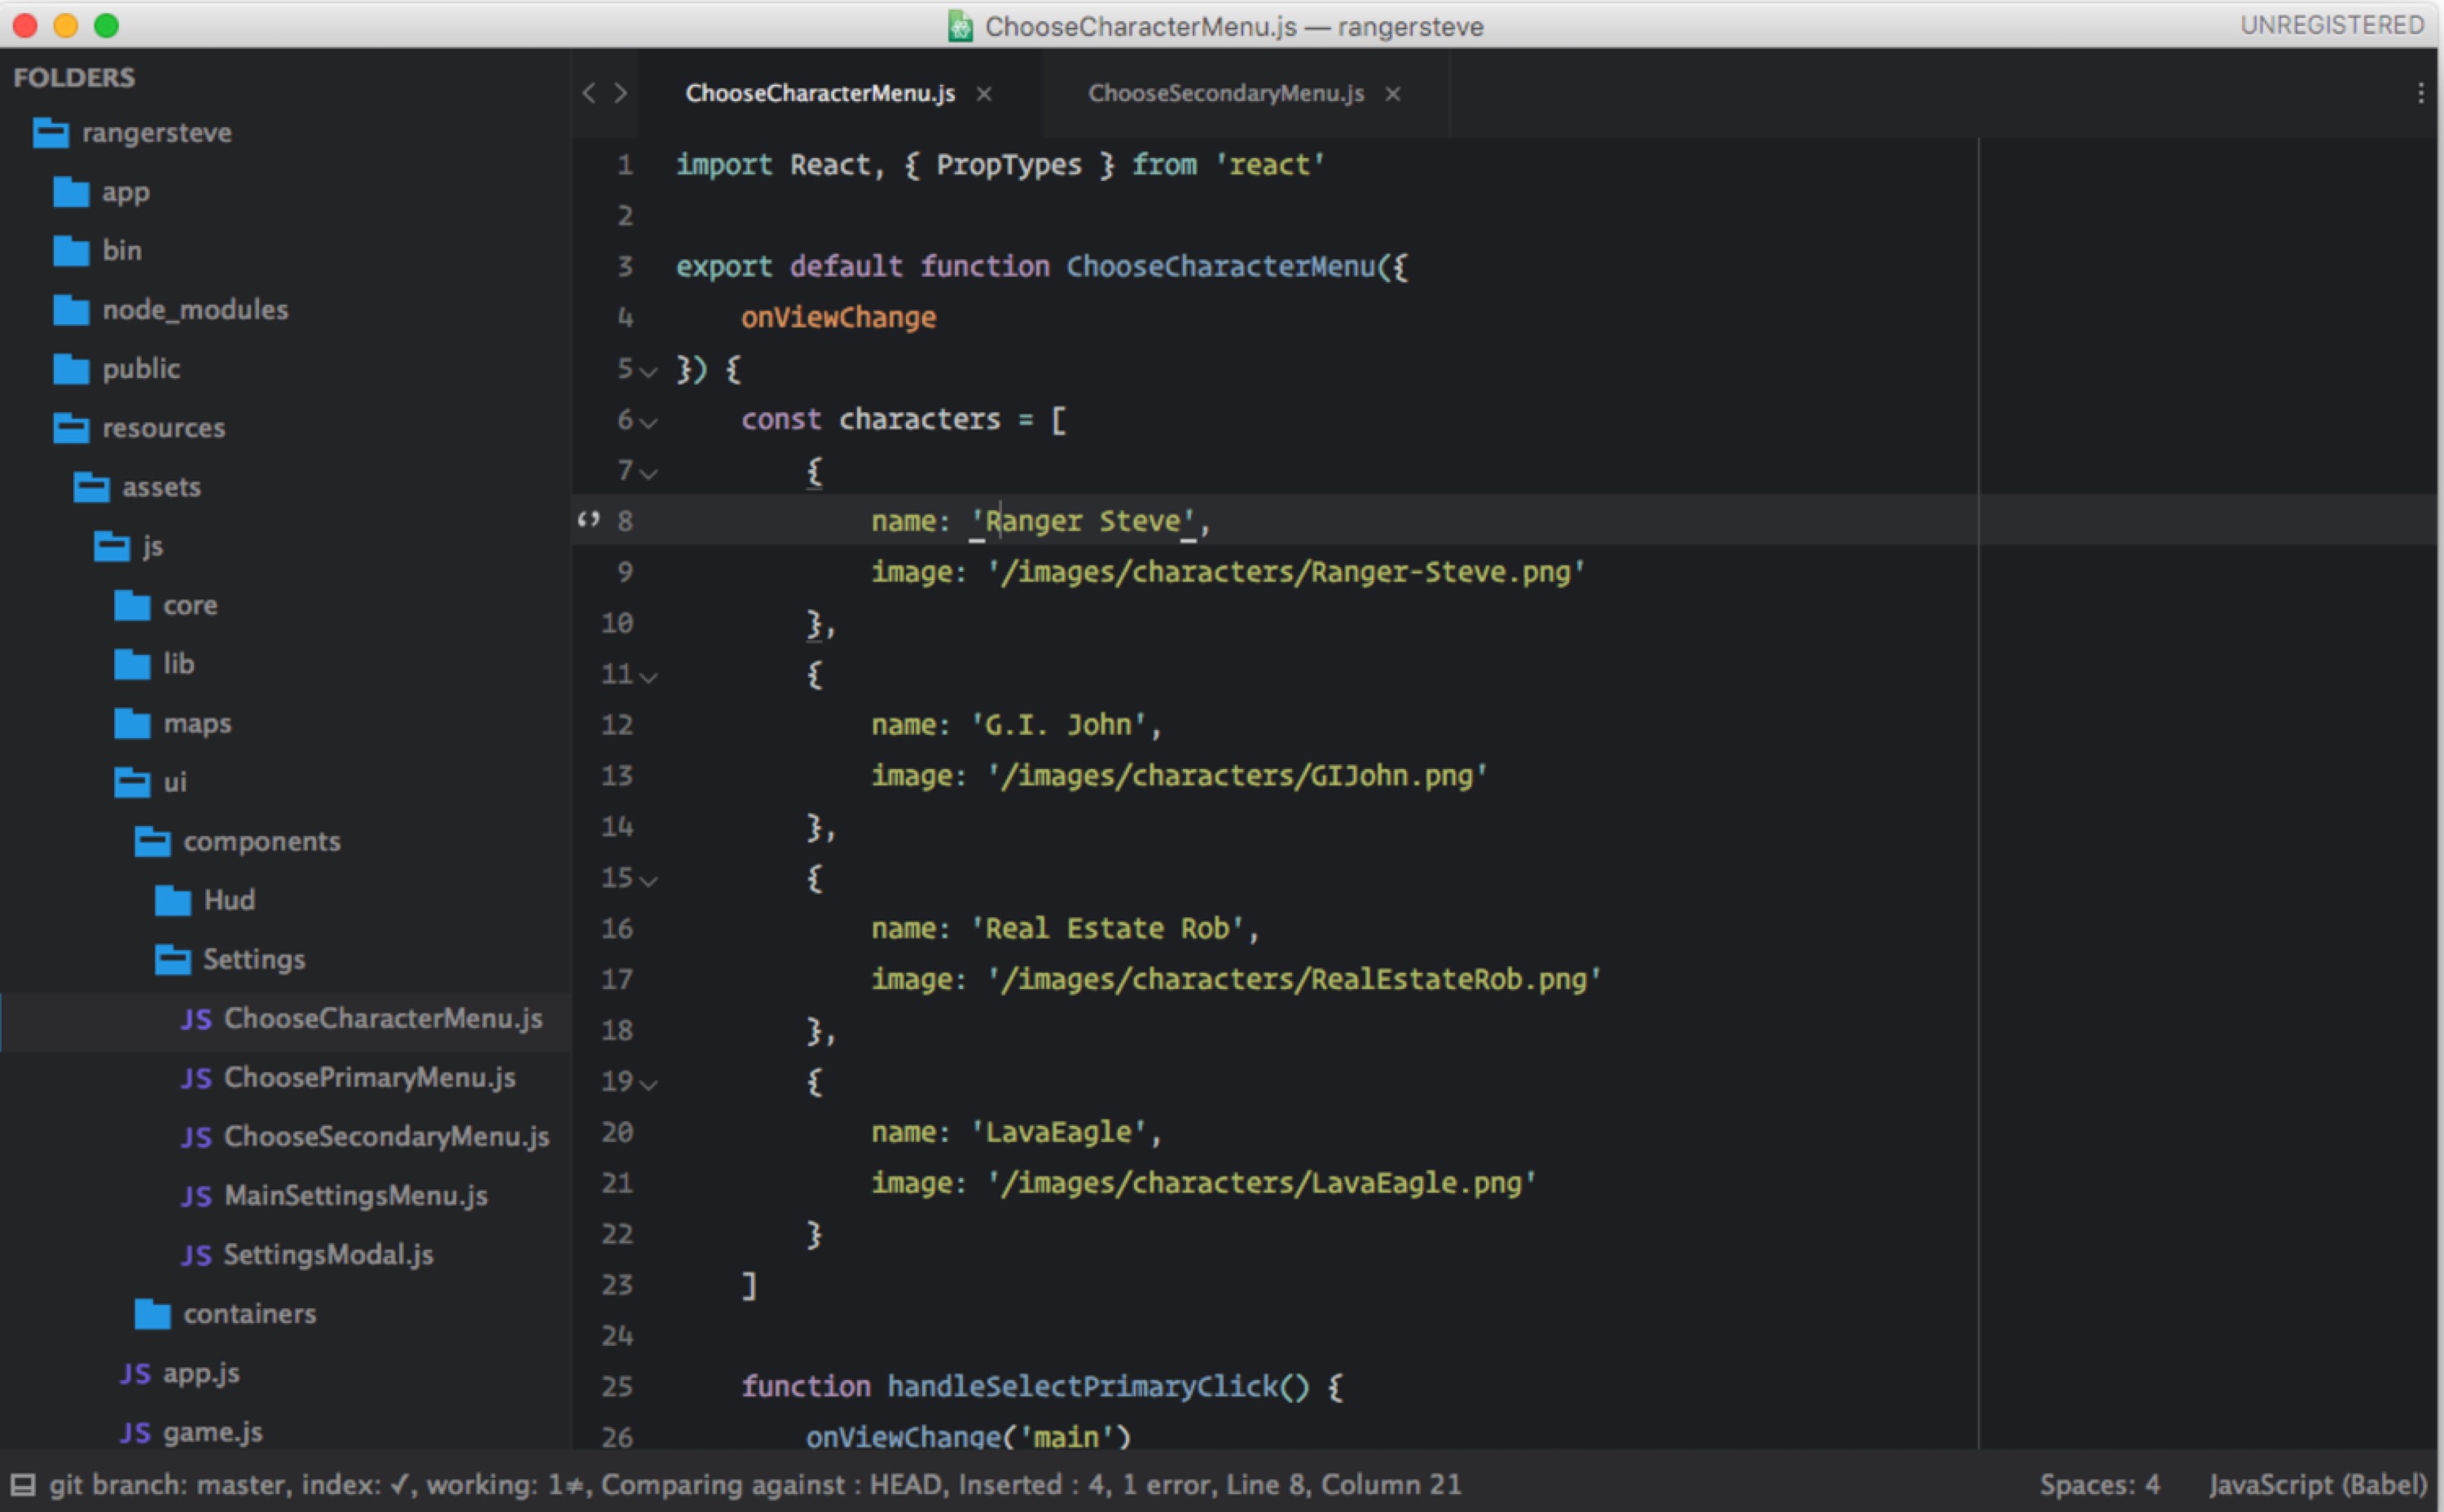 ChooseCharacterMenu.js — rangersteve
UNREGISTERED
FOLDERS
rangersteve
app
bin
node_modules
public
resources
assets
js
core
lib
maps
ui
components
Hud
Settings
JS ChooseCharacterMenu.js
JS ChoosePrimaryMenu.js
JS ChooseSecondaryMenu.js
JS MainSettingsMenu.js
JS SettingsModal.js
containers
JS app.js
JS game.js
ChooseCharacterMenu.js × ChooseSecondaryMenu.js ×
1 import React, { PropTypes } from 'react'
2
3 export default function ChooseCharacterMenu({
4     onViewChange
5 }) {
6     const characters = [
7         {
8             name: 'Ranger Steve',
9             image: '/images/characters/Ranger-Steve.png'
10         },
11         {
12             name: 'G.I. John',
13             image: '/images/characters/GIJohn.png'
14         },
15         {
16             name: 'Real Estate Rob',
17             image: '/images/characters/RealEstateRob.png'
18         },
19         {
20             name: 'LavaEagle',
21             image: '/images/characters/LavaEagle.png'
22         }
23     ]
24
25     function handleSelectPrimaryClick() {
26         onViewChange('main')
git branch: master, index: ✓, working: 1≠, Comparing against : HEAD, Inserted : 4, 1 error, Line 8, Column 21
Spaces: 4 JavaScript (Babel)